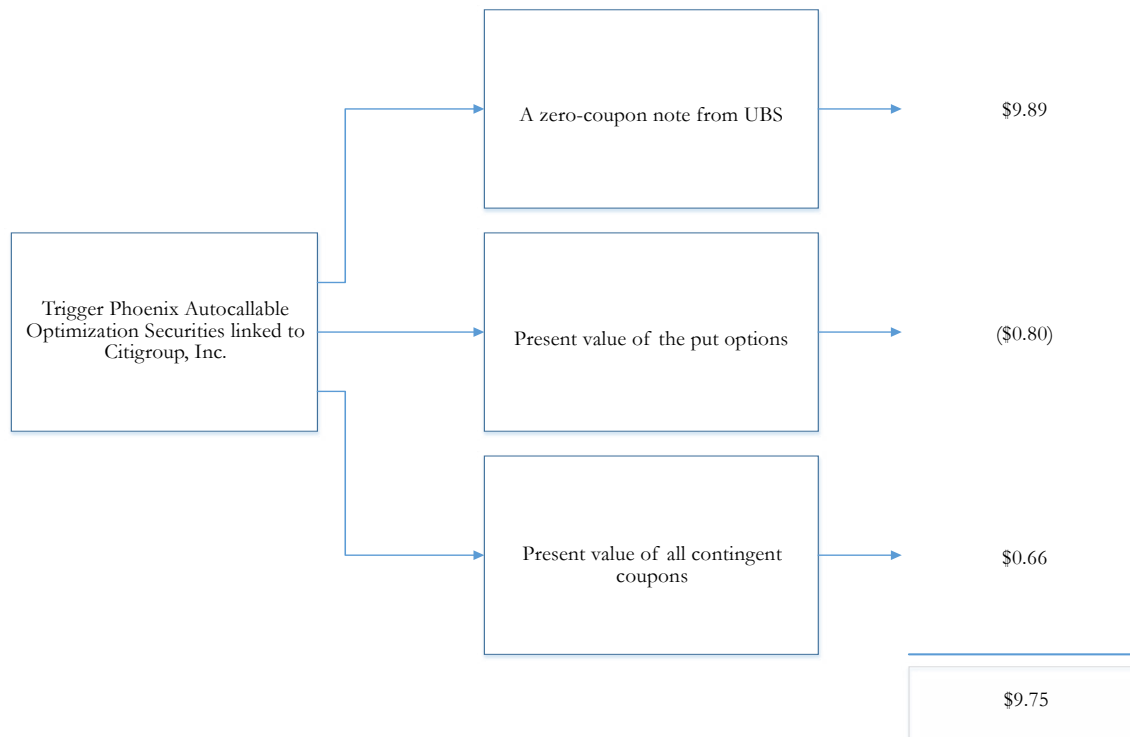 A zero-coupon note from UBS
$9.89
Trigger Phoenix Autocallable
Optimization Securities linked to
Citigroup, Inc.
Present value of the put options
($0.80)
Present value of all contingent
coupons
$0.66
$9.75